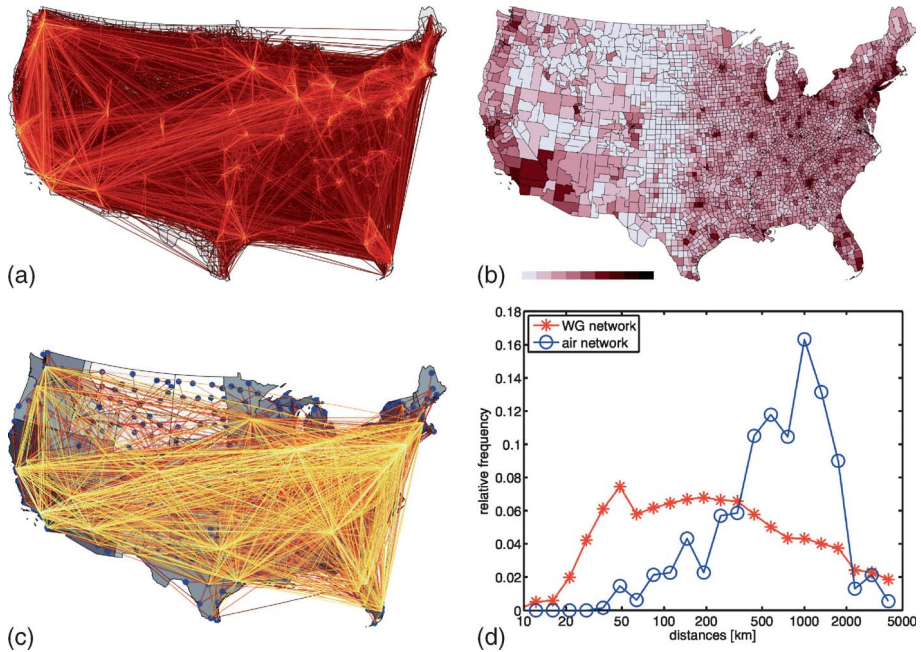 (a)
(b)
(c)
0.18
0.16
0.14
0.12
0.1
0.08
0.06
0.04
0.02
0
relative frequency
WG network
air network
10 20 50 100 200 500 1000 2000 5000
distances [km]
(d)